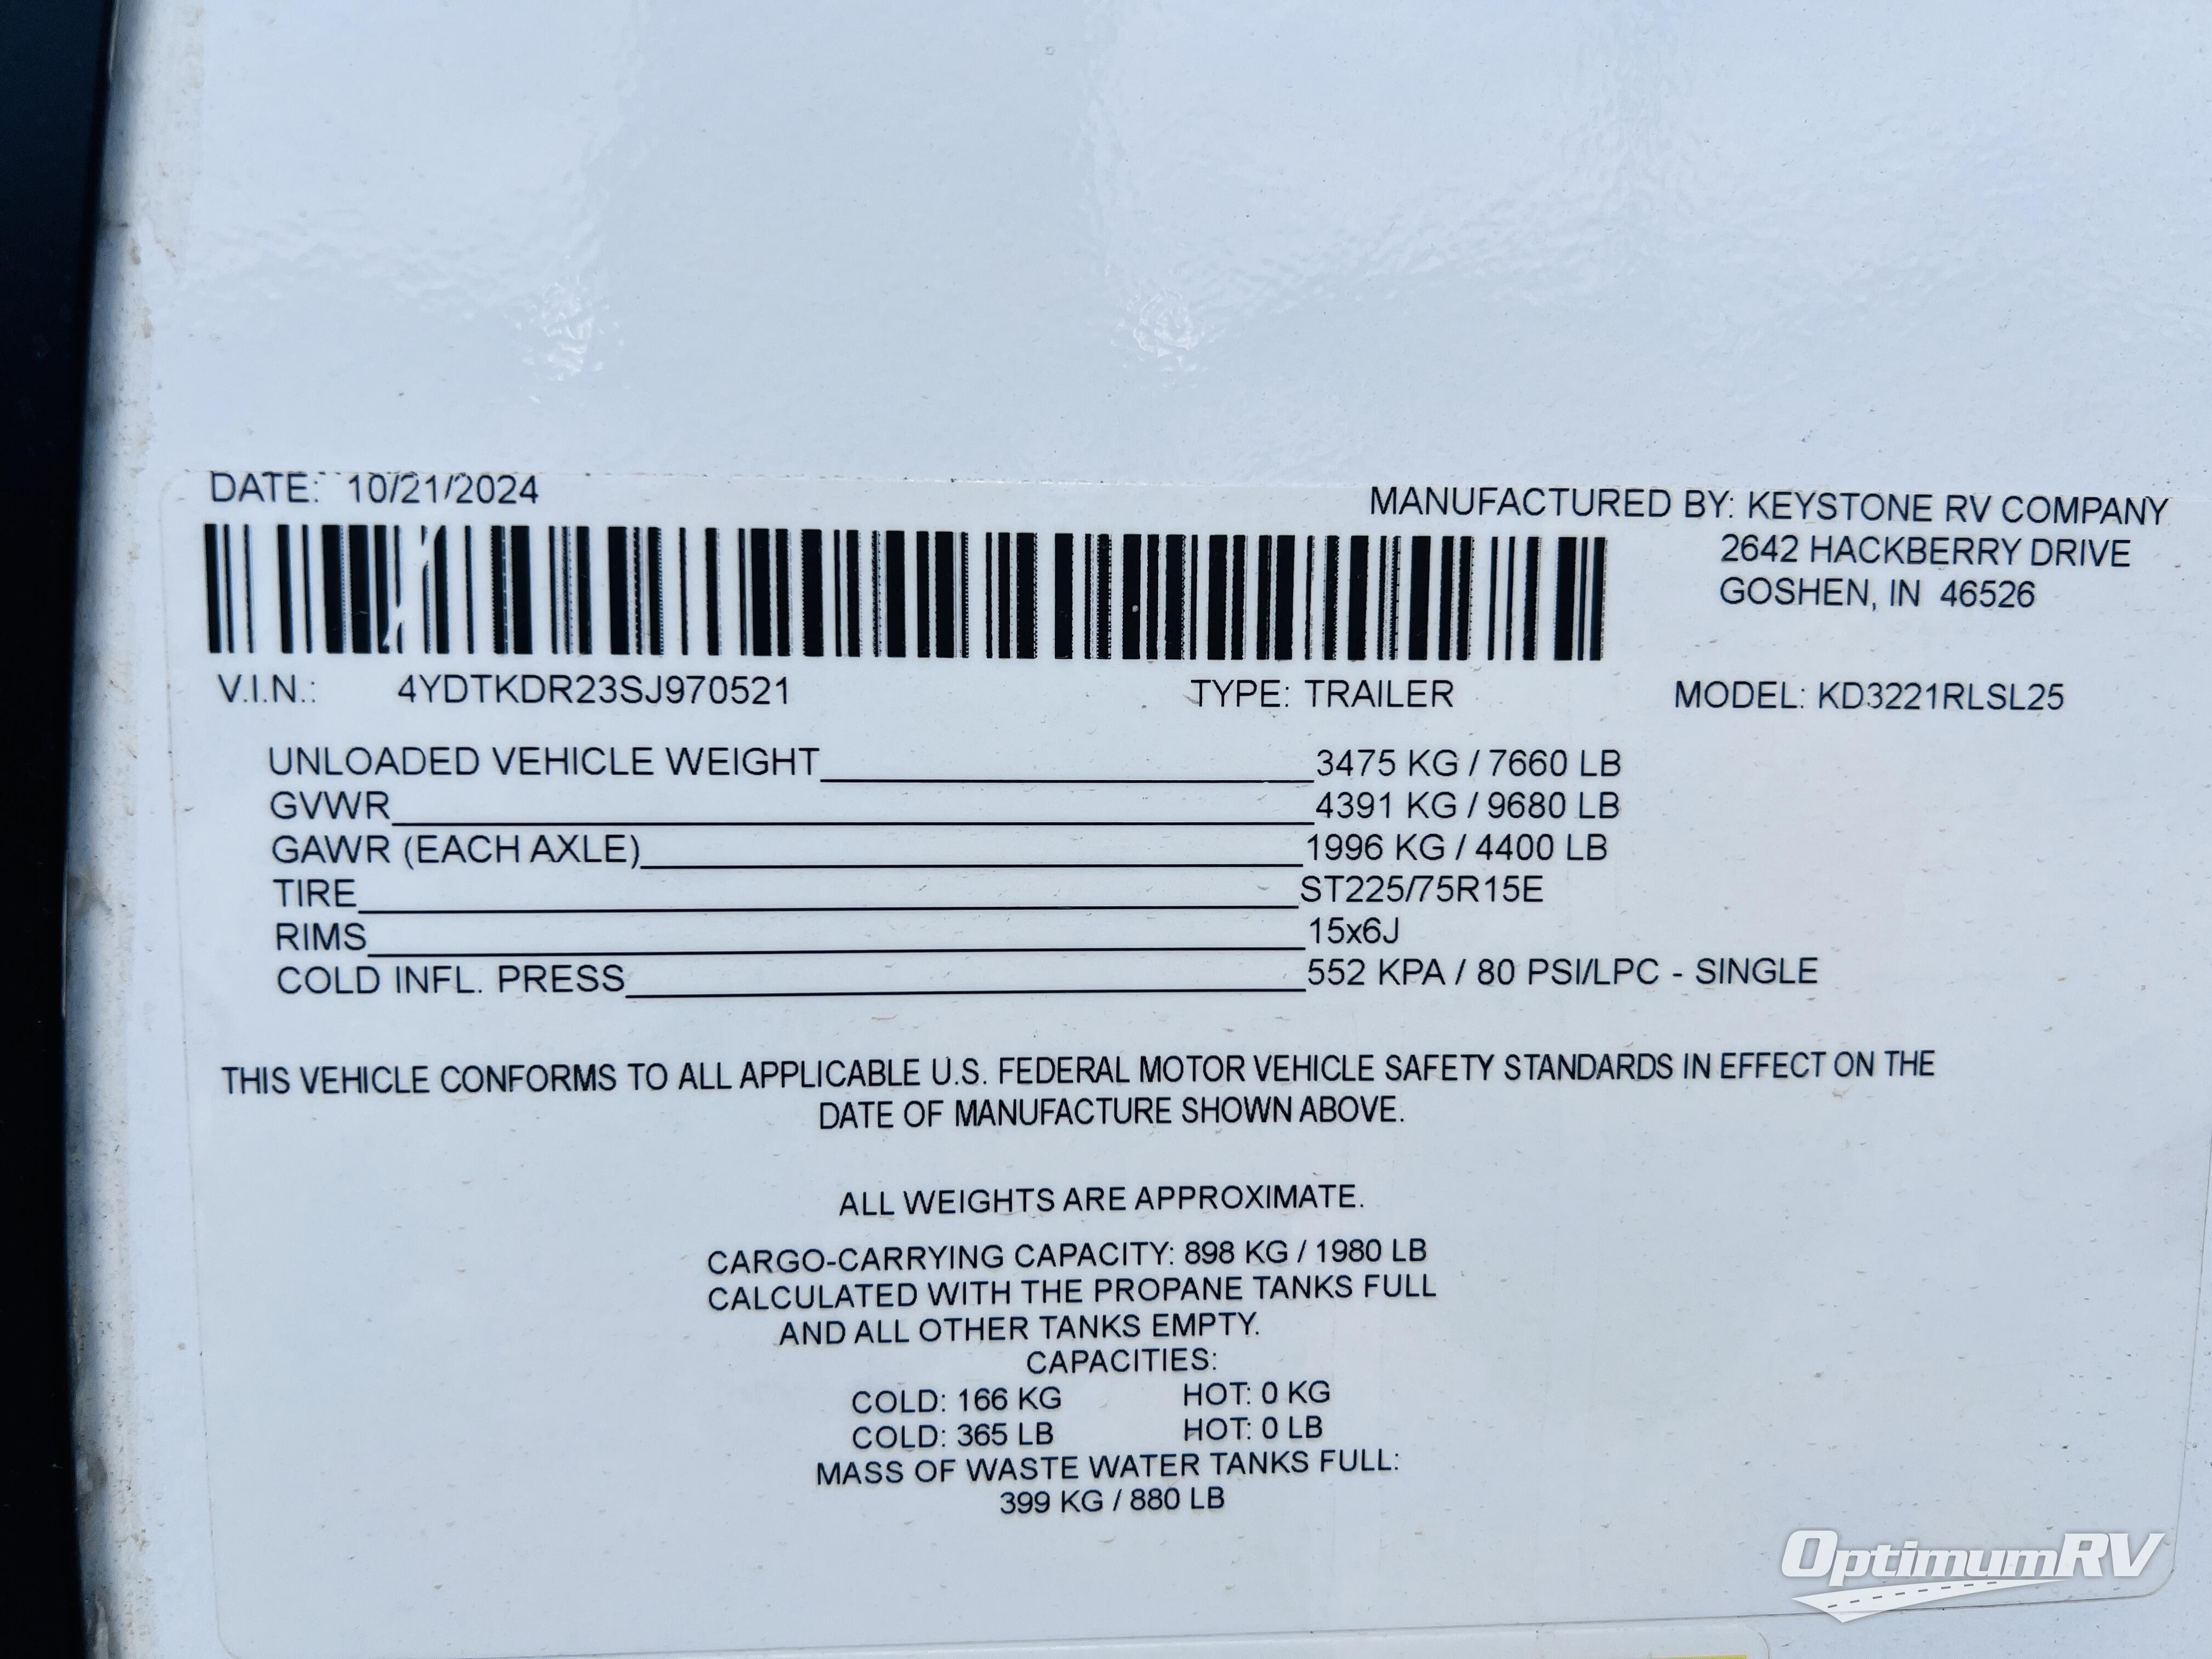 DATE: 10/21/2024
MANUFACTURED BY: KEYSTONE RV COMPANY
2642 HACKBERRY DRIVE
GOSHEN, IN 46526
V.I.N.: 4YDTKDR23SJ970521 TYPE: TRAILER MODEL: KD3221RLSL25
UNLOADED VEHICLE WEIGHT 3475 KG / 7660 LB
GVWR 4391 KG / 9680 LB
GAWR (EACH AXLE) 1996 KG / 4400 LB
TIRE ST225/75R15E
RIMS 15x6J
COLD INFL. PRESS 552 KPA / 80 PSI/LPC - SINGLE
THIS VEHICLE CONFORMS TO ALL APPLICABLE U.S. FEDERAL MOTOR VEHICLE SAFETY STANDARDS IN EFFECT ON THE
DATE OF MANUFACTURE SHOWN ABOVE.
ALL WEIGHTS ARE APPROXIMATE.
CARGO-CARRYING CAPACITY: 898 KG / 1980 LB
CALCULATED WITH THE PROPANE TANKS FULL
AND ALL OTHER TANKS EMPTY.
CAPACITIES:
COLD: 166 KG HOT: 0 KG
COLD: 365 LB HOT: 0 LB
MASS OF WASTE WATER TANKS FULL:
399 KG / 880 LB
OptimumRV